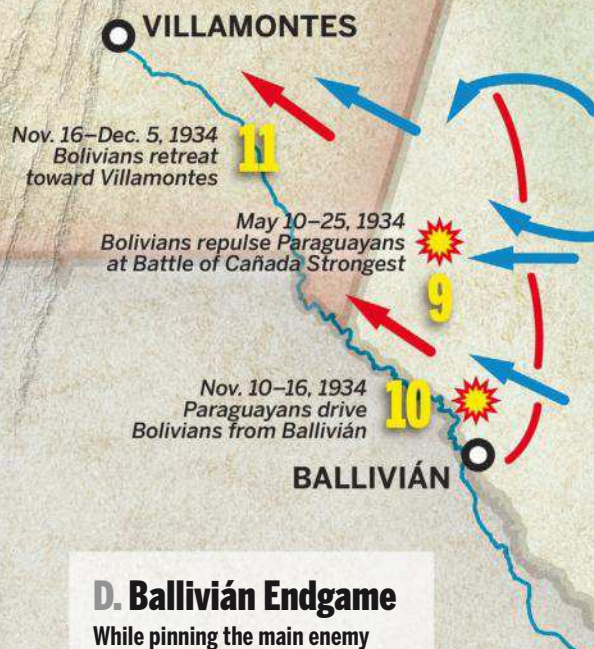 VILLAMONTES
Nov. 16–Dec. 5, 1934
Bolivians retreat
toward Villamontes
11
May 10–25, 1934
Bolivians repulse Paraguayans
at Battle of Cañada Strongest
9
Nov. 10–16, 1934
Paraguayans drive
Bolivians from Ballivián
10
BALLIVIÁN
D. Ballivián Endgame
While pinning the main enemy